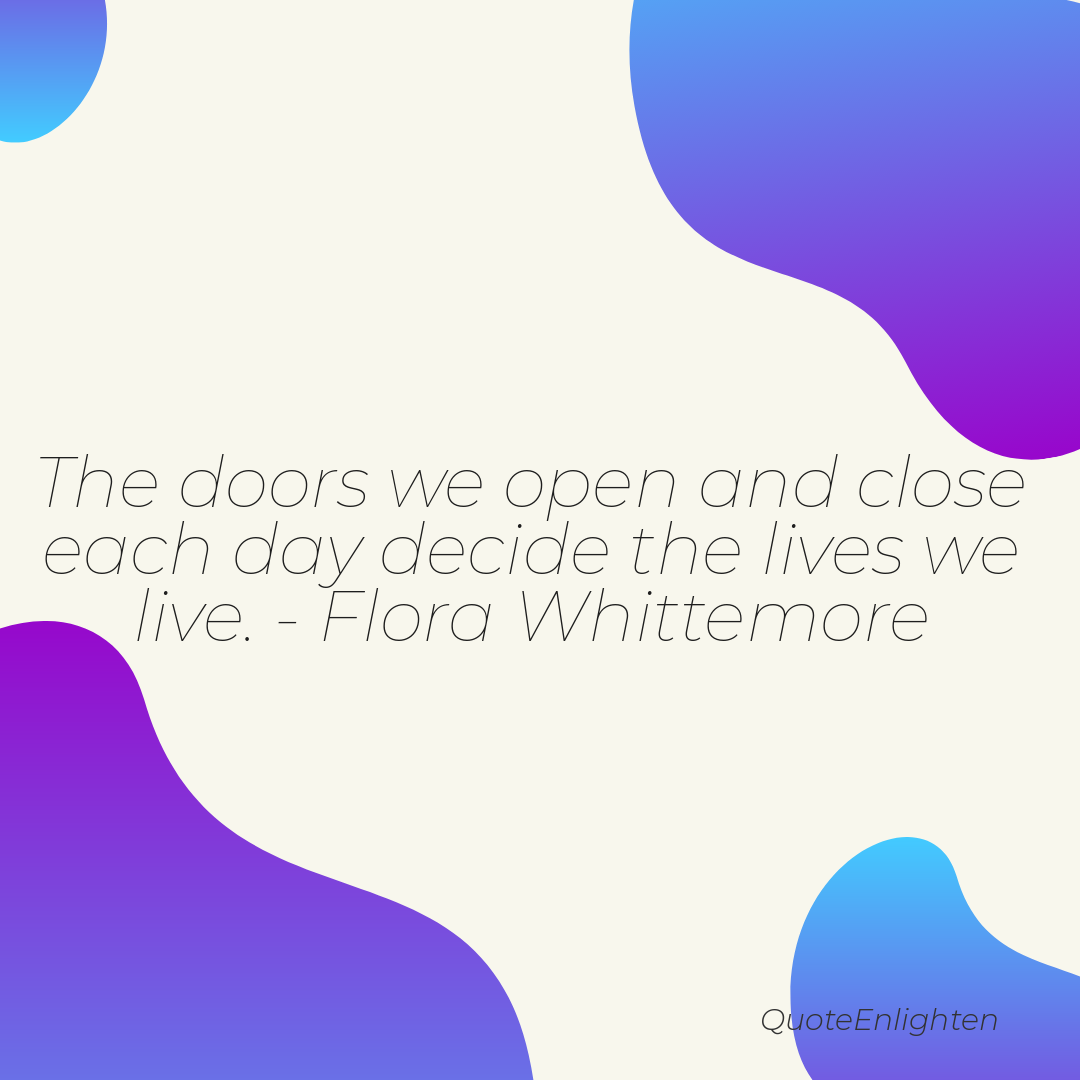 The doors we open and close
each day decide the lives we
live. - Flora Whittemore
QuoteEnlighten